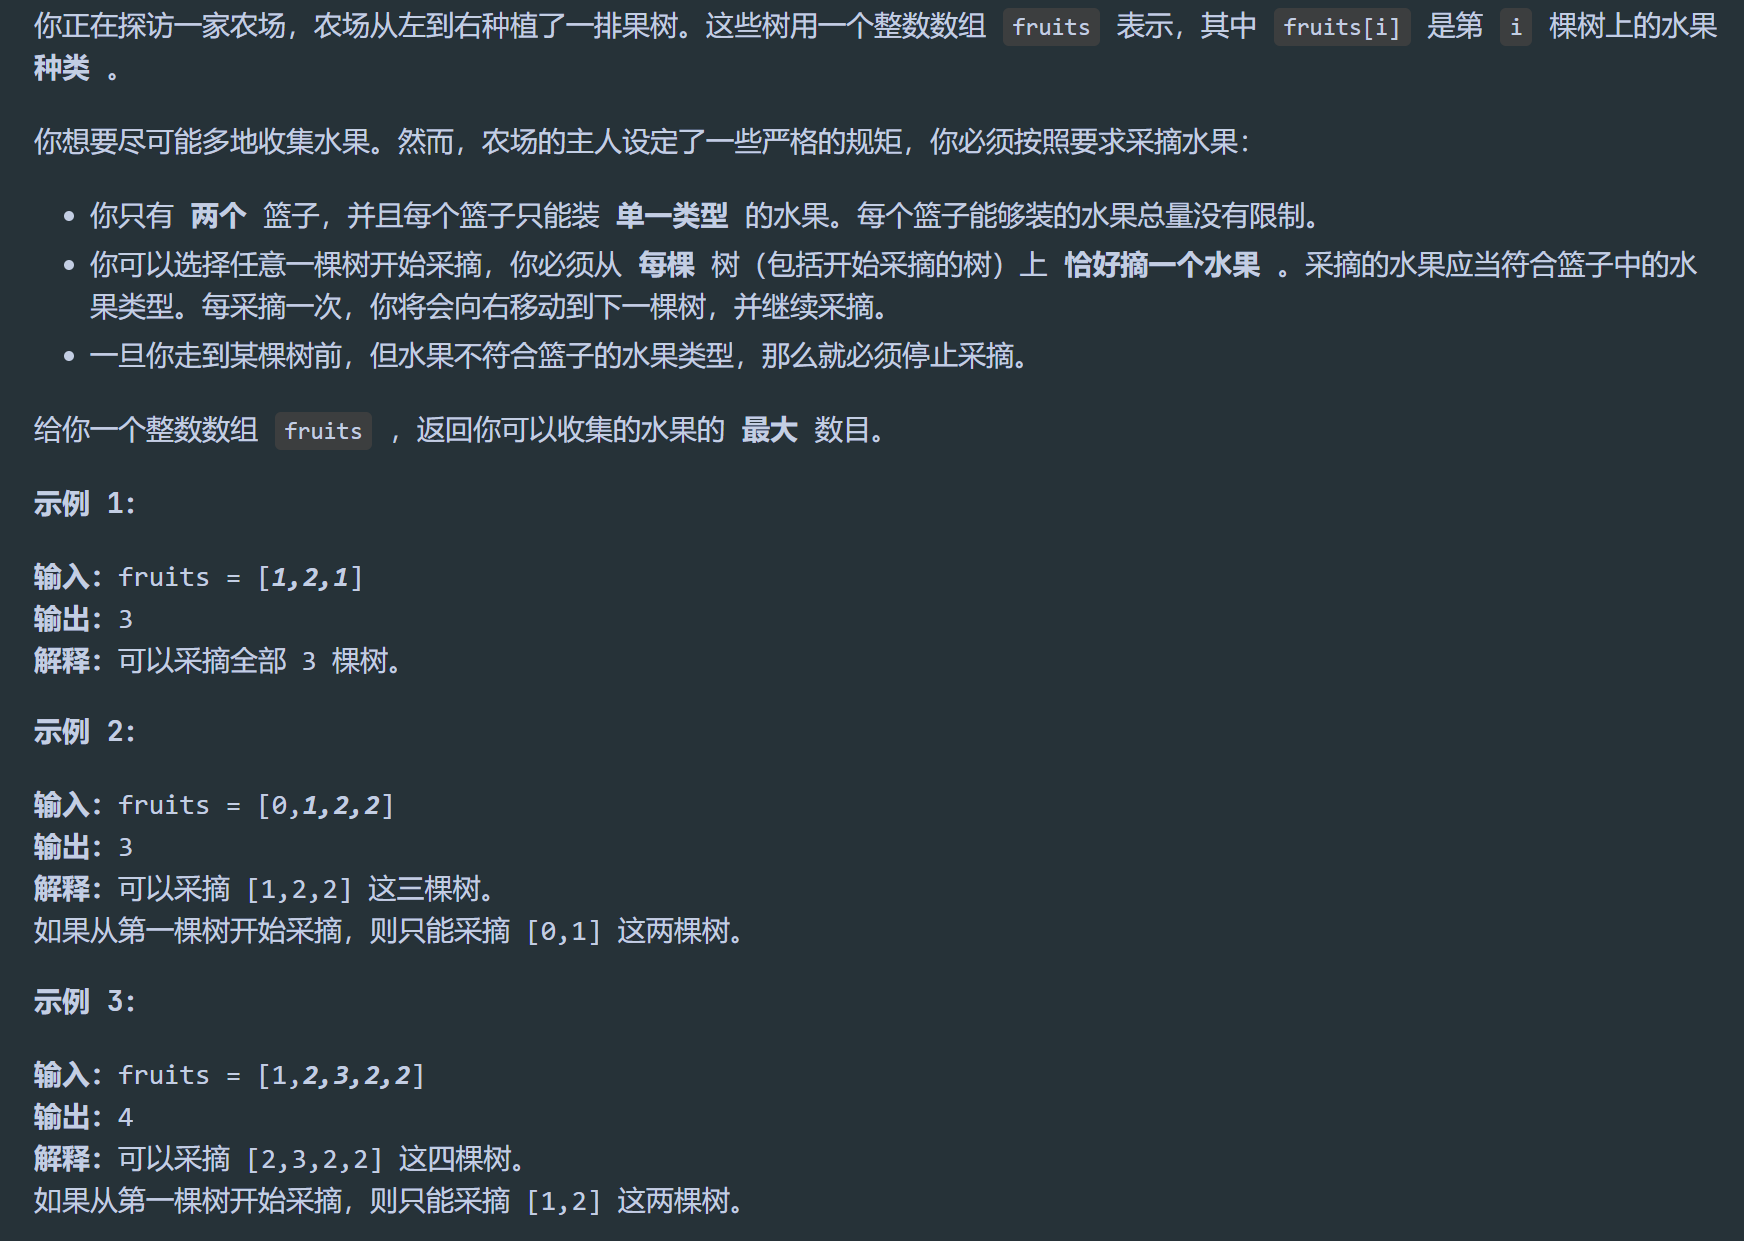 你正在探访一家农场，农场从左到右种植了一排果树。这些树用一个整数数组 fruits 表示，其中 fruits[i] 是第 i 棵树上的水果
种类 。
你想要尽可能多地收集水果。然而，农场的主人设定了一些严格的规矩，你必须按照要求采摘水果：
• 你只有 两个 篮子，并且每个篮子只能装 单一类型 的水果。每个篮子能够装的水果总量没有限制。
• 你可以选择任意一棵树开始采摘，你必须从 每棵 树（包括开始采摘的树）上 恰好摘一个水果 。采摘的水果应当符合篮子中的水
果类型。每采摘一次，你将会向右移动到下一棵树，并继续采摘。
• 一旦你走到某棵树前，但水果不符合篮子的水果类型，那么就必须停止采摘。
给你一个整数数组 fruits ，返回你可以收集的水果的 最大 数目。
示例 1：
输入：fruits = [1,2,1]
输出：3
解释：可以采摘全部 3 棵树。
示例 2：
输入：fruits = [0,1,2,2]
输出：3
解释：可以采摘 [1,2,2] 这三棵树。
如果从第一棵树开始采摘，则只能采摘 [0,1] 这两棵树。
示例 3：
输入：fruits = [1,2,3,2,2]
输出：4
解释：可以采摘 [2,3,2,2] 这四棵树。
如果从第一棵树开始采摘，则只能采摘 [1,2] 这两棵树。